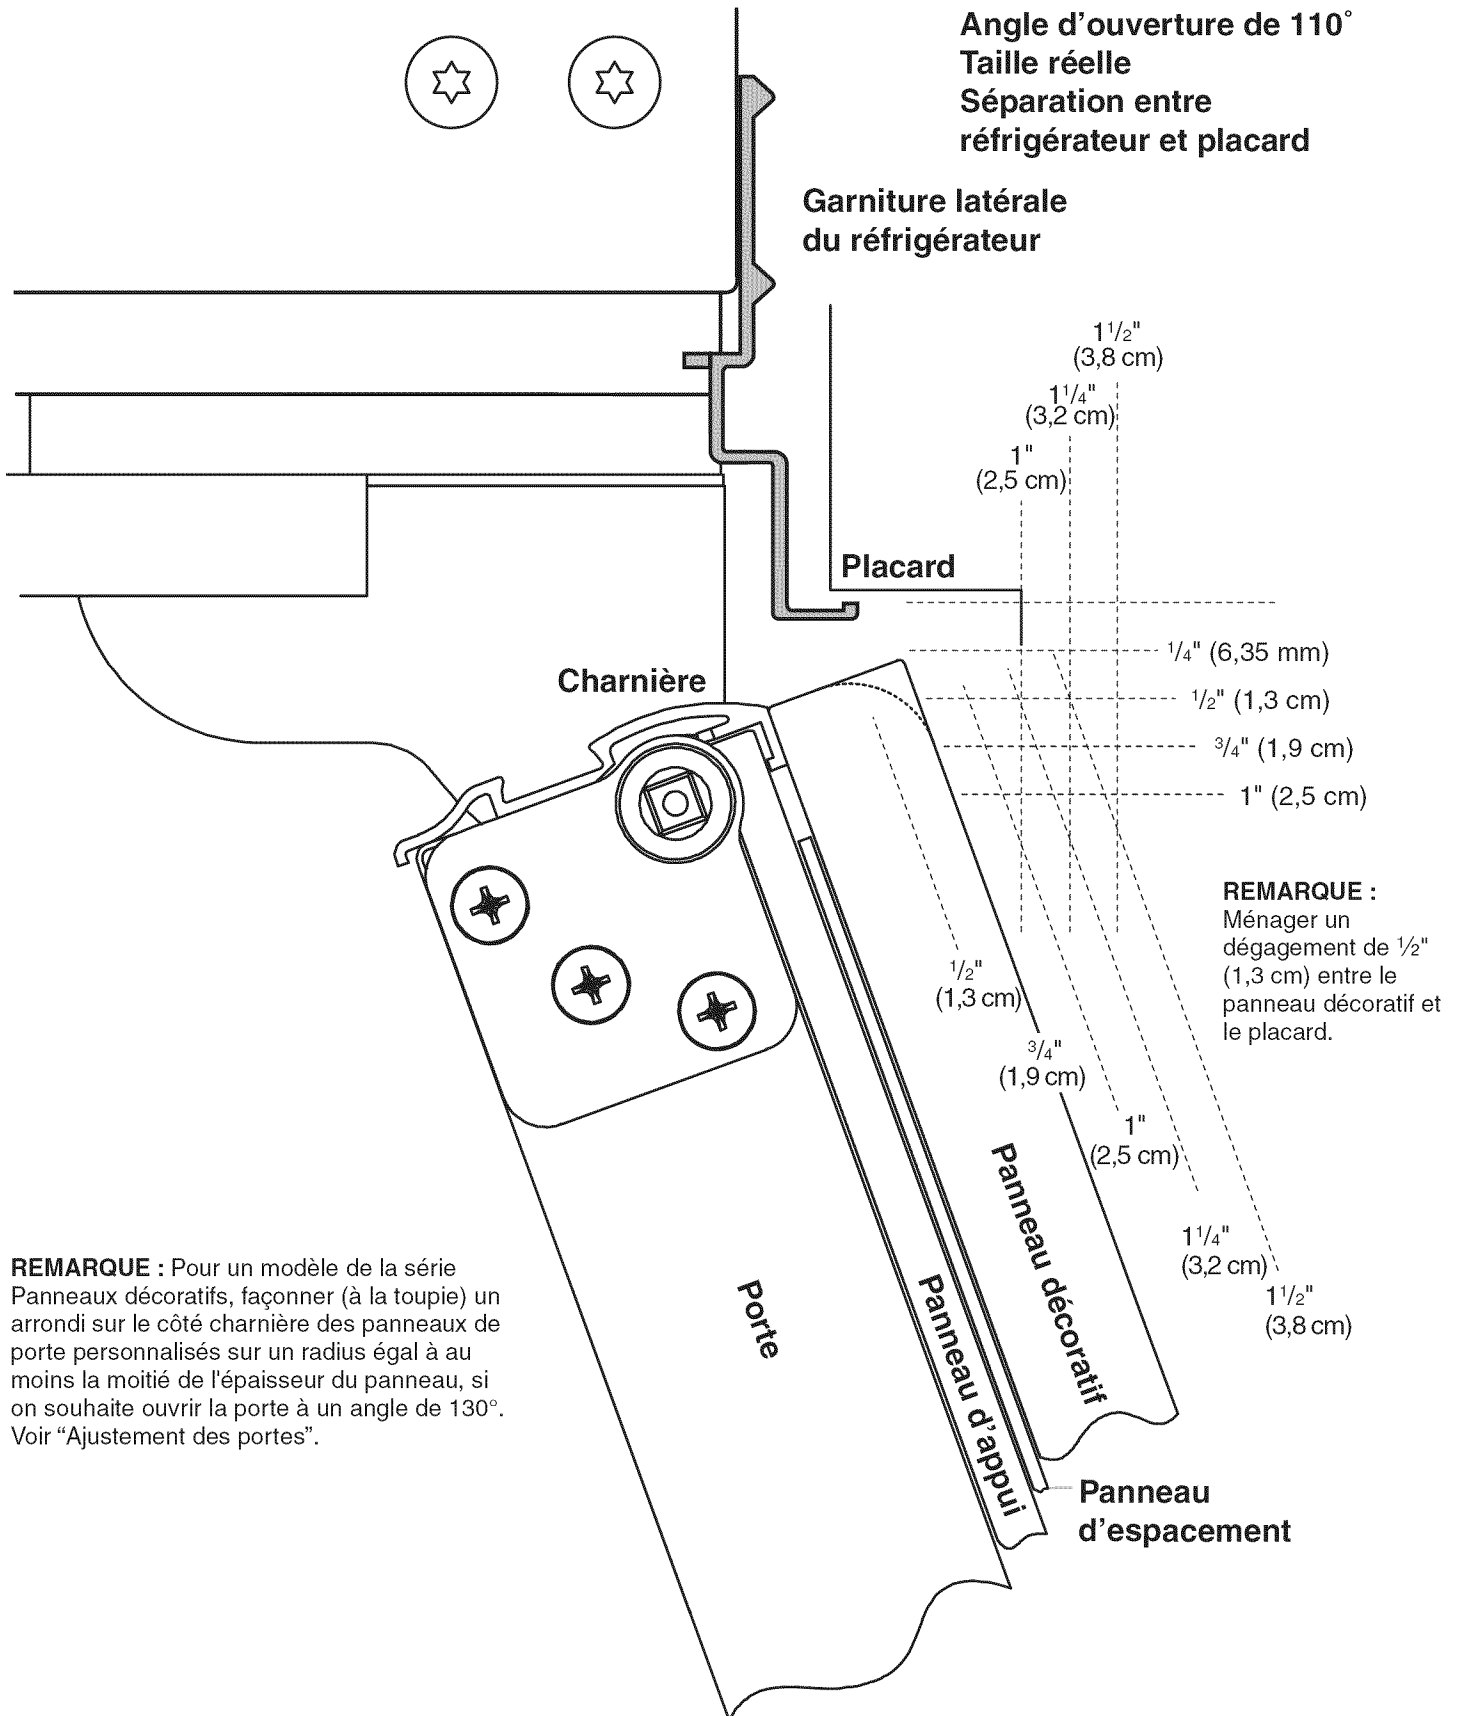 Angle d’ouverture de 110°
Taille réelle
Séparation entre
réfrigérateur et placard
Garniture latérale
du réfrigérateur
1 1/2"
(3,8 cm)
1 1/4"
(3,2 cm)
1"
(2,5 cm)
Placard
1/4" (6,35 mm)
Charnière
1/2" (1,3 cm)
3/4" (1,9 cm)
1" (2,5 cm)
REMARQUE :
Ménager un
dégagement de ½"
(1,3 cm) entre le
panneau décoratif et
le placard.
1/2"
(1,3 cm)
3/4"
(1,9 cm)
1"
(2,5 cm)
1 1/4"
(3,2 cm)
1 1/2"
(3,8 cm)
Panneau décoratif
Panneau d’appui
Porte
REMARQUE : Pour un modèle de la série
Panneaux décoratifs, façonner (à la toupie) un
arrondi sur le côté charnière des panneaux de
porte personnalisés sur un radius égal à au
moins la moitié de l'épaisseur du panneau, si
on souhaite ouvrir la porte à un angle de 130°.
Voir “Ajustement des portes”.
Panneau
d’espacement